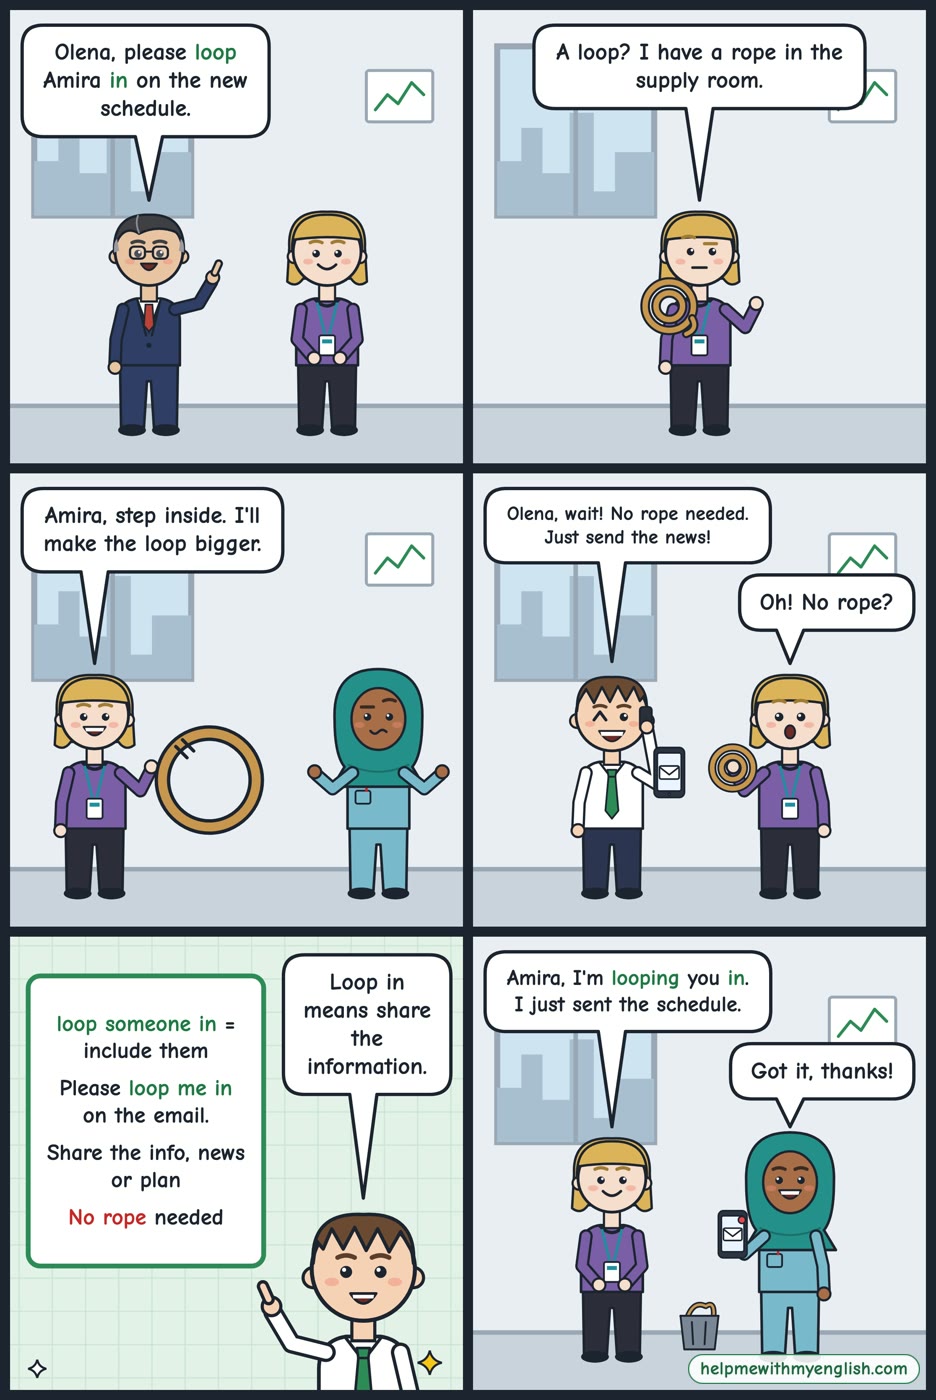 Olena, please loop
Amira in on the new
schedule.
A loop? I have a rope in the
supply room.
Amira, step inside. I'll
make the loop bigger.
Olena, wait! No rope needed.
Just send the news!
Oh! No rope?
loop someone in =
include them
Please loop me in
on the email.
Share the info, news
or plan
No rope needed
Loop in
means share
the
information.
Amira, I'm looping you in.
I just sent the schedule.
Got it, thanks!
helpmewithmyenglish.com